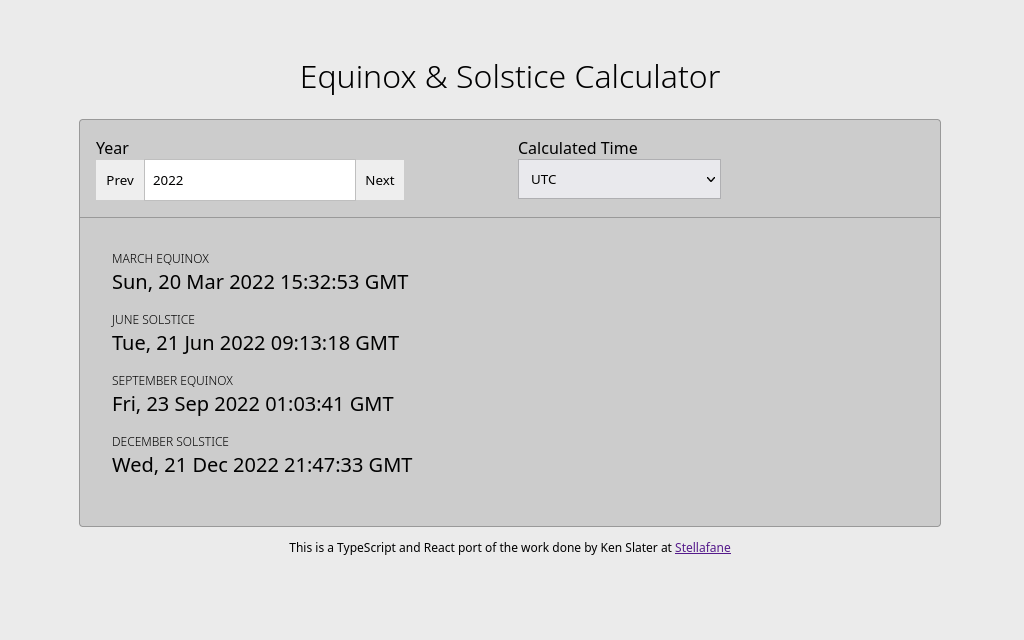 Equinox & Solstice Calculator
Year
Calculated Time
Prev
2022
Next
UTC
MARCH EQUINOX
Sun, 20 Mar 2022 15:32:53 GMT
JUNE SOLSTICE
Tue, 21 Jun 2022 09:13:18 GMT
SEPTEMBER EQUINOX
Fri, 23 Sep 2022 01:03:41 GMT
DECEMBER SOLSTICE
Wed, 21 Dec 2022 21:47:33 GMT
This is a TypeScript and React port of the work done by Ken Slater at Stellafane